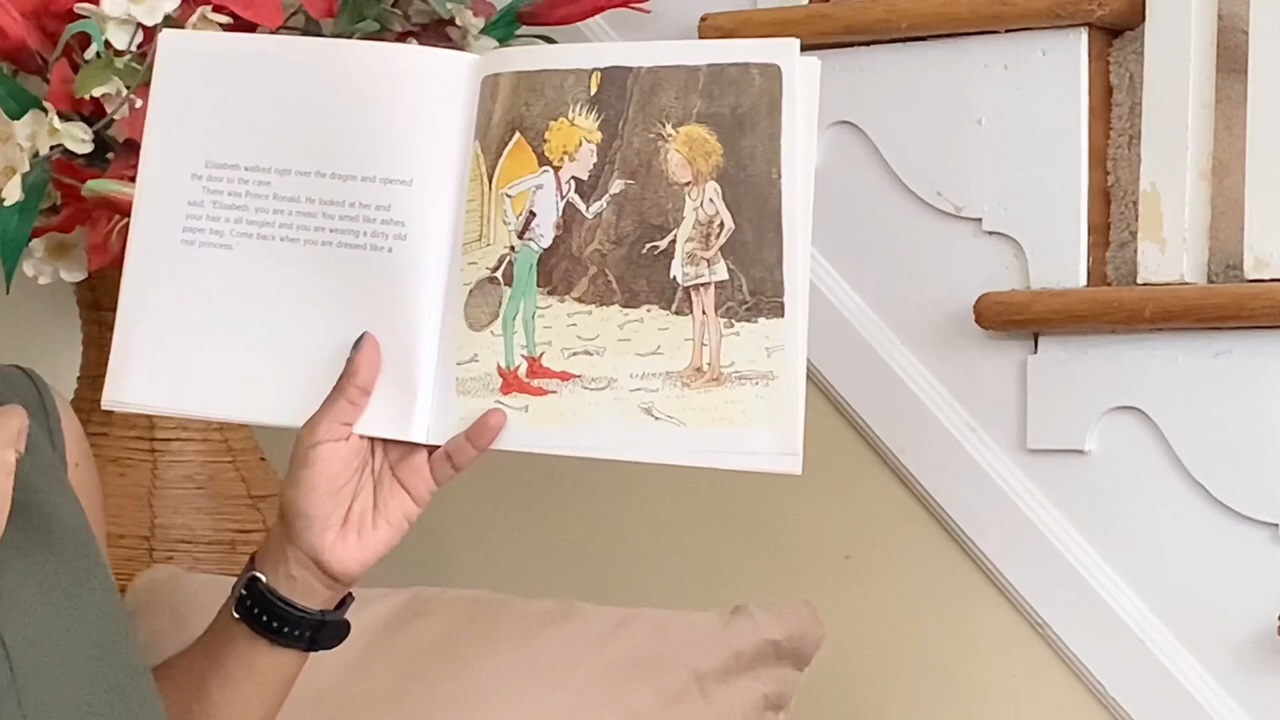 Elizabeth walked right over the dragon and opened
the door to the cave.
There was Prince Ronald. He looked at her and
said, "Elizabeth, you are a mess! You smell like ashes,
your hair is all tangled and you are wearing a dirty old
paper bag. Come back when you are dressed like a
real princess."